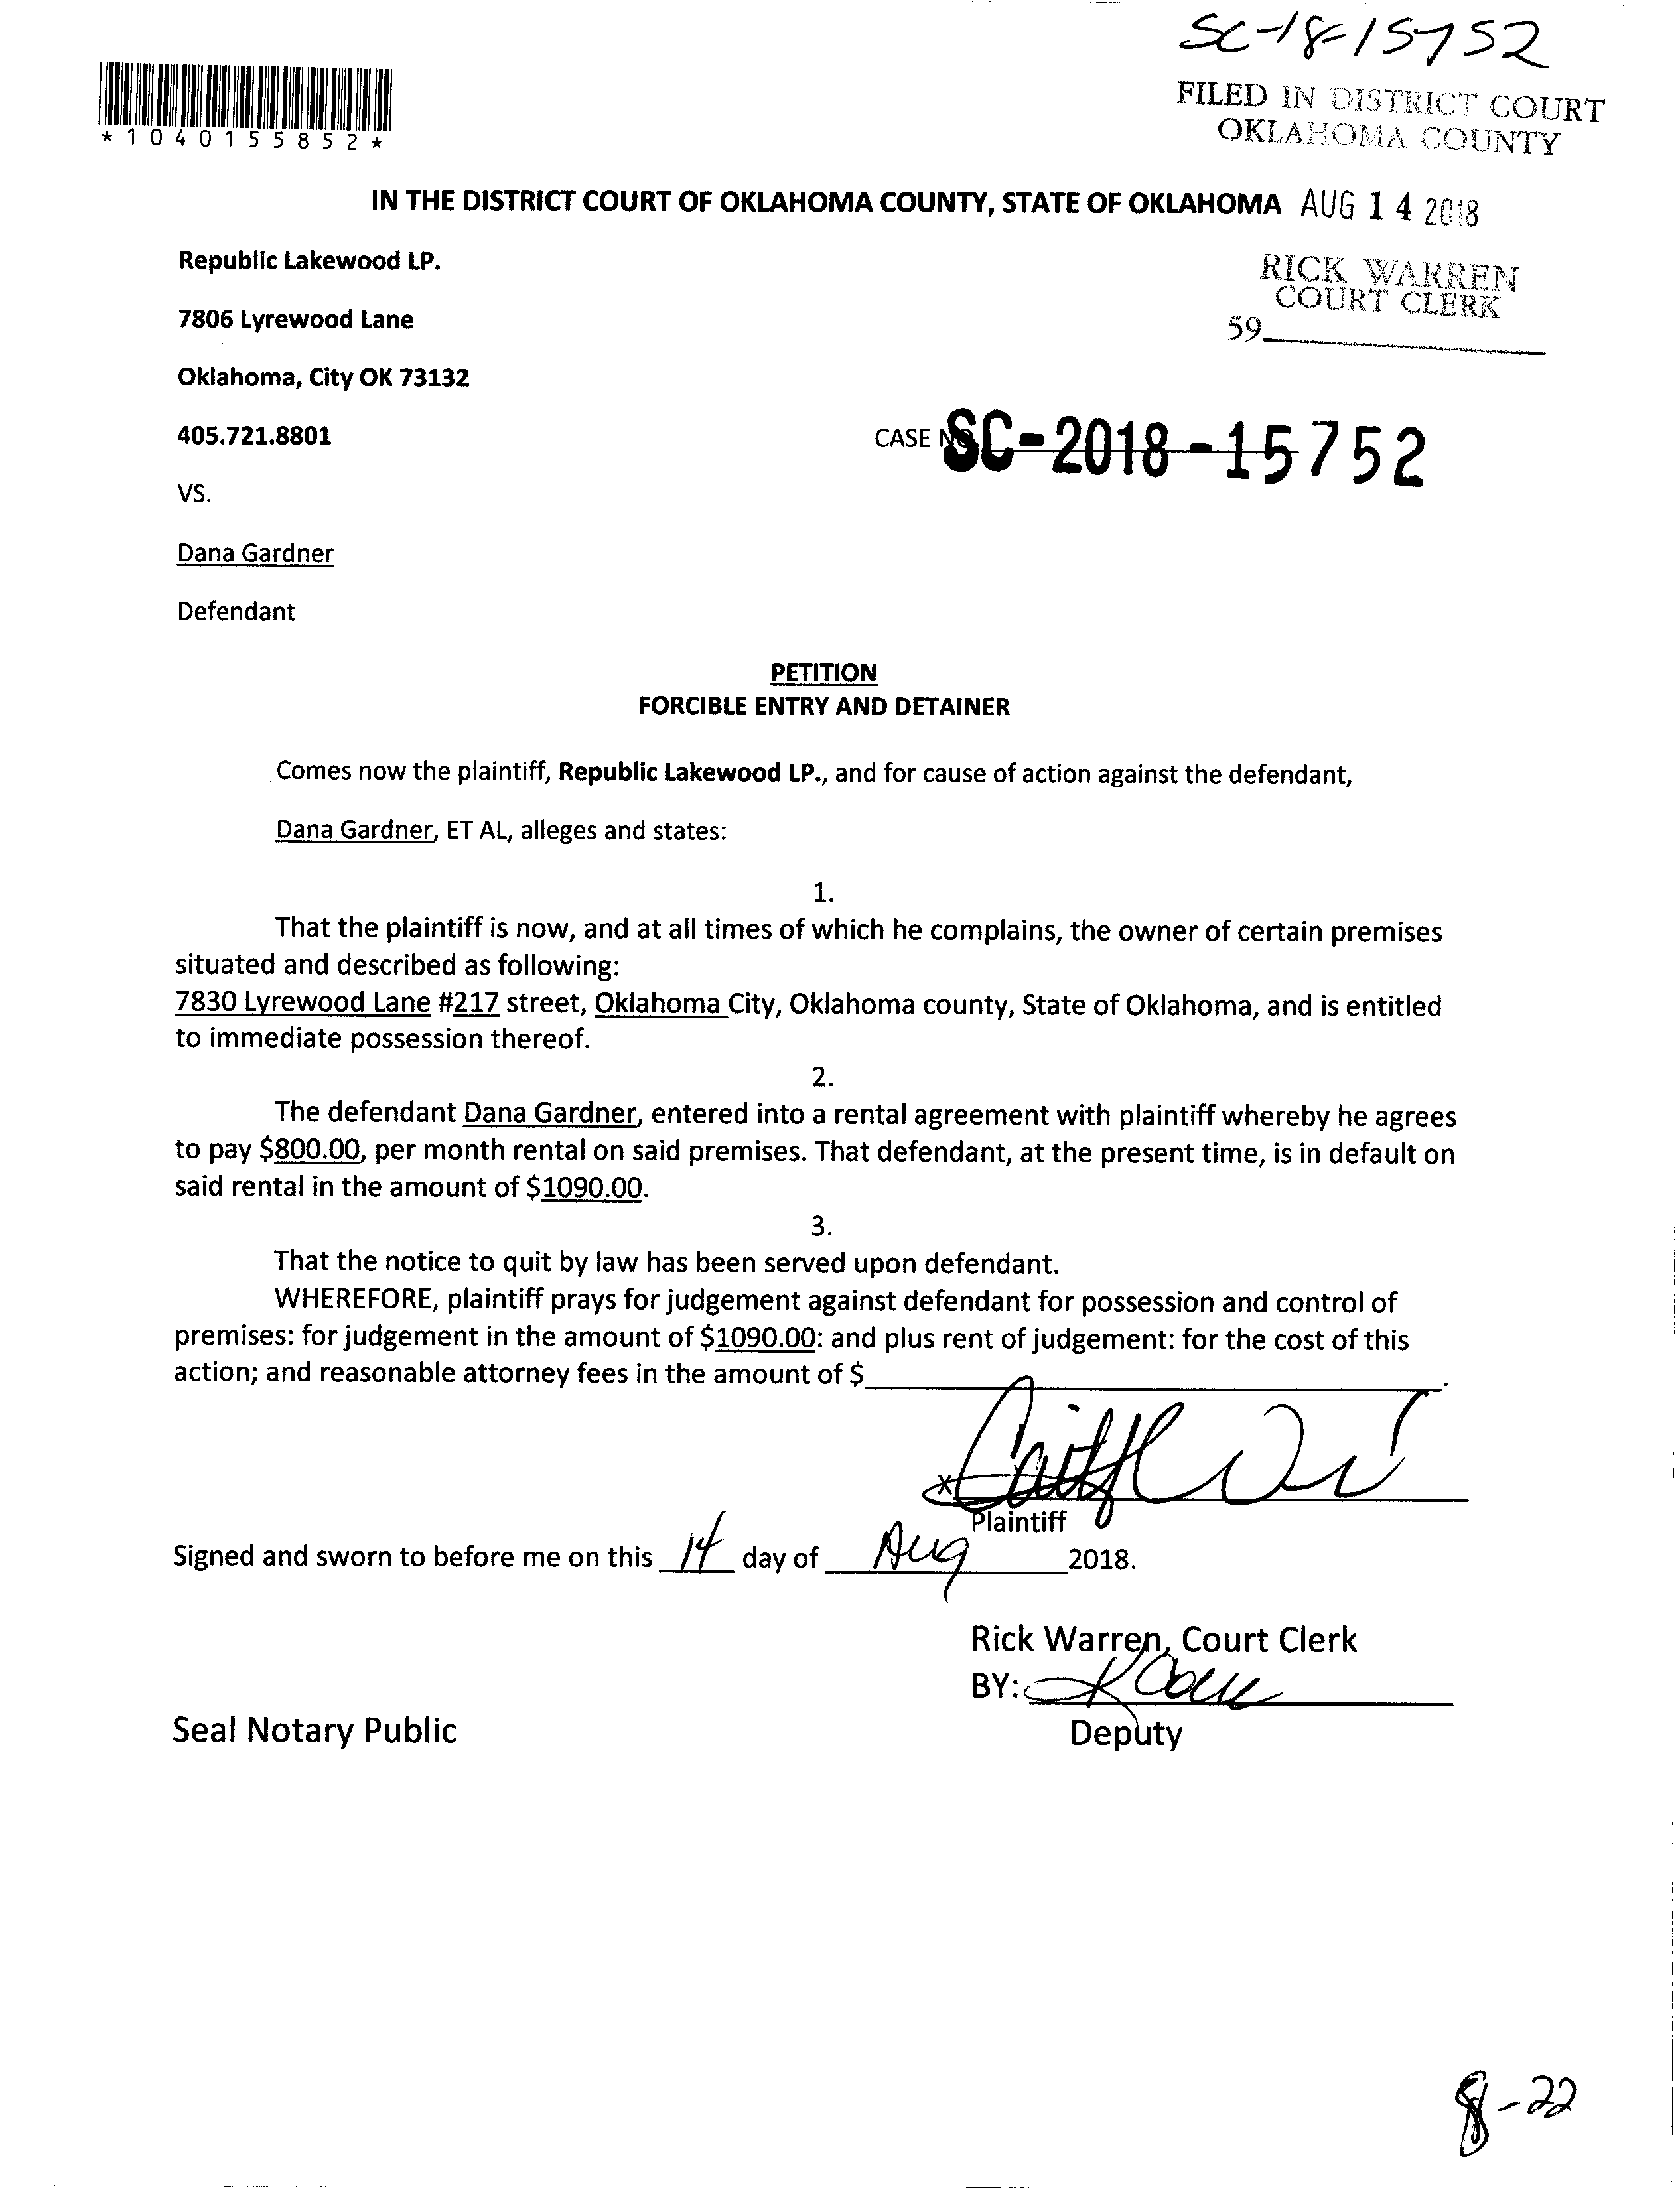 SC-18-15752
FILED IN DISTRICT COURT
OKLAHOMA COUNTY
*1040155852*
IN THE DISTRICT COURT OF OKLAHOMA COUNTY, STATE OF OKLAHOMA AUG 14 2018
Republic Lakewood LP.
RICK WARREN
COURT CLERK
7806 Lyrewood Lane
59
Oklahoma, City OK 73132
405.721.8801
CASE NO SC-2018-15752
VS.
Dana Gardner
Defendant
PETITION
FORCIBLE ENTRY AND DETAINER
Comes now the plaintiff, Republic Lakewood LP., and for cause of action against the defendant,
Dana Gardner, ET AL, alleges and states:
1.
That the plaintiff is now, and at all times of which he complains, the owner of certain premises
situated and described as following:
7830 Lyrewood Lane #217 street, Oklahoma City, Oklahoma county, State of Oklahoma, and is entitled
to immediate possession thereof.
2.
The defendant Dana Gardner, entered into a rental agreement with plaintiff whereby he agrees
to pay $800.00, per month rental on said premises. That defendant, at the present time, is in default on
said rental in the amount of $1090.00.
3.
That the notice to quit by law has been served upon defendant.
WHEREFORE, plaintiff prays for judgement against defendant for possession and control of
premises: for judgement in the amount of $1090.00: and plus rent of judgement: for the cost of this
action; and reasonable attorney fees in the amount of $ .
x
Plaintiff
Signed and sworn to before me on this 14 day of Aug 2018.
Rick Warren, Court Clerk
BY:
Seal Notary Public
Deputy
8-22